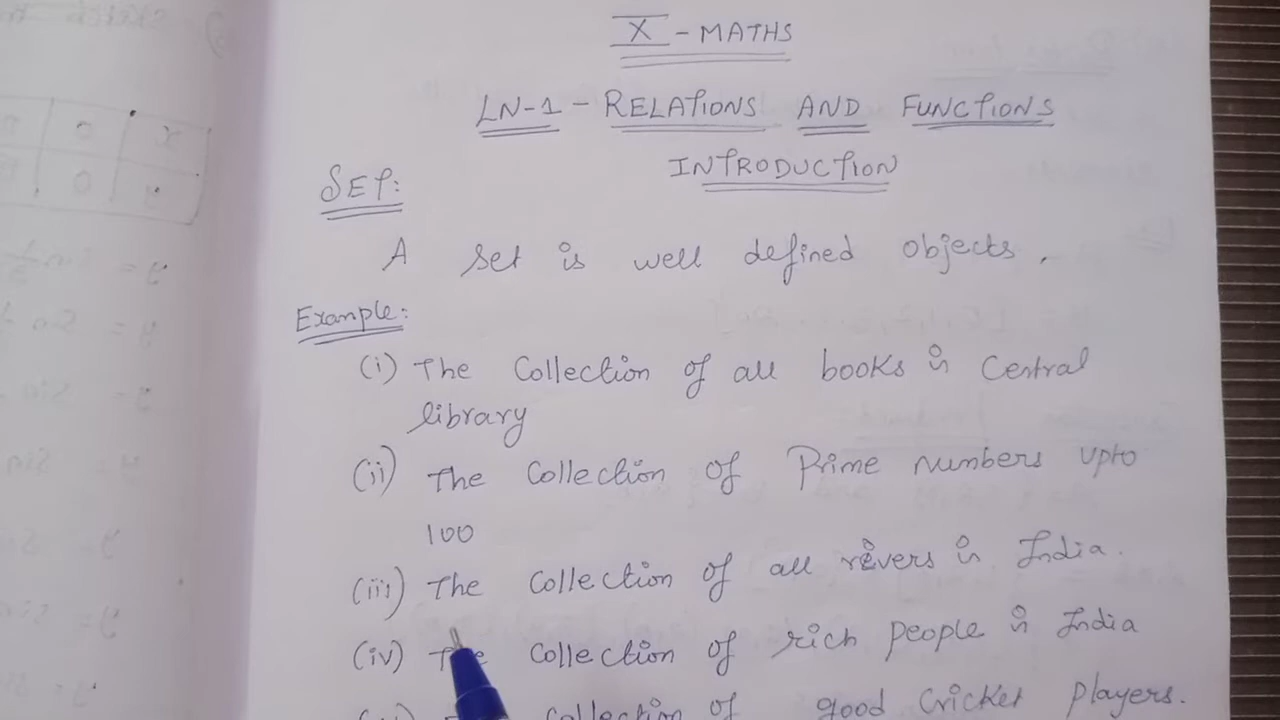 X - MATHS
LN-1 - RELATIONS AND FUNCTIONS
INTRODUCTION
SET:
A set is well defined objects.
Example:
(i) The Collection of all books in Central
library
(ii) The Collection of Prime numbers upto
100
(iii) The Collection of all rivers in India.
(iv) The Collection of rich people in India
Collection of good Cricket players.